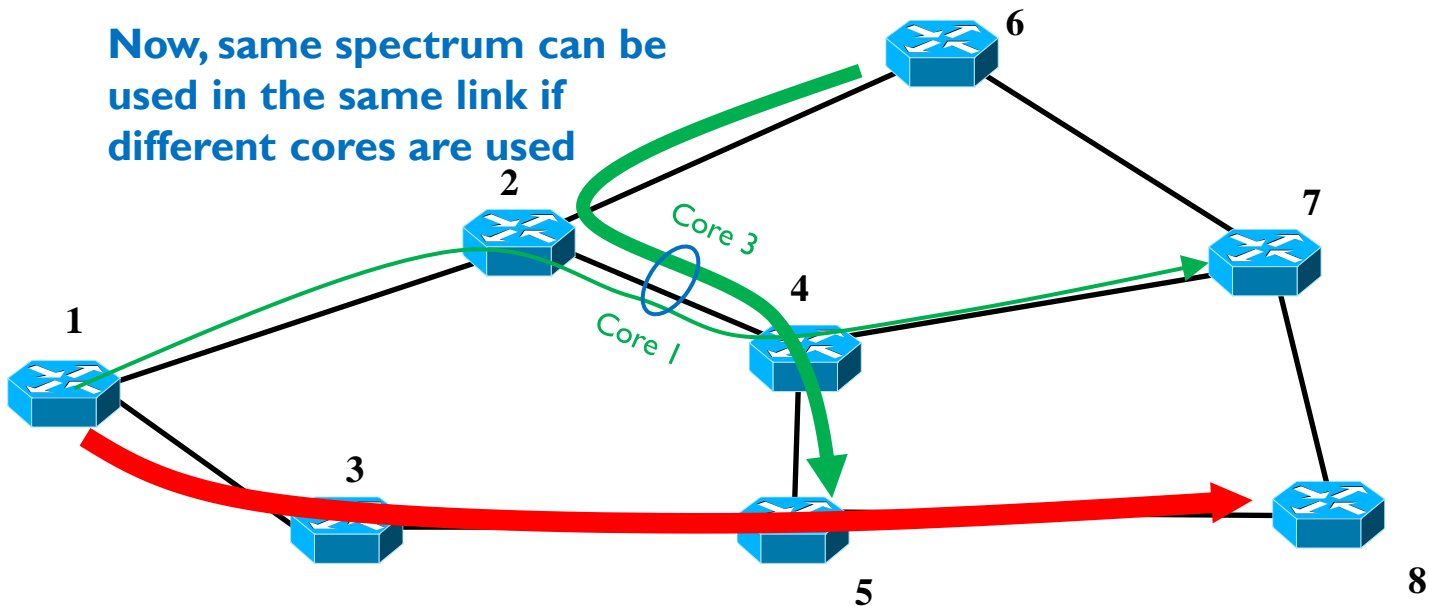 Now, same spectrum can be
used in the same link if
different cores are used
6
2
7
Core 3
4
1
Core 1
3
5
8